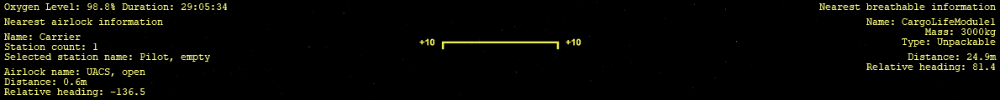 Oxygen Level: 98.8% Duration: 29:05:34
Nearest airlock information
Name: Carrier
Station count: 1
Selected station name: Pilot, empty
Airlock name: UACS, open
Distance: 0.6m
Relative heading: -136.5
+10 +10
Nearest breathable information
Name: CargoLifeModule1
Mass: 3000kg
Type: Unpackable
Distance: 24.9m
Relative heading: 81.4